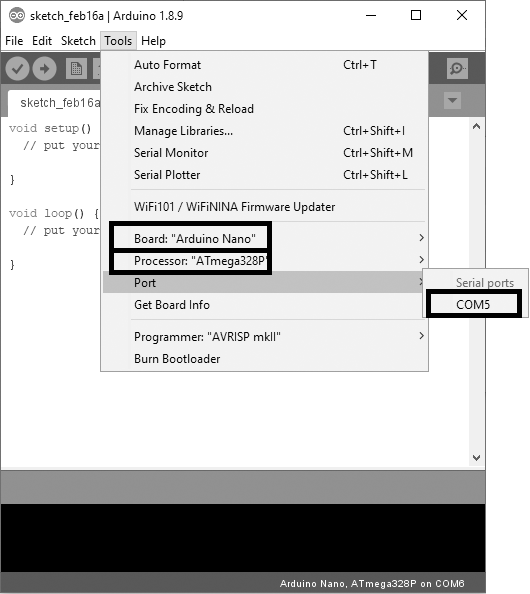 sketch_feb16a | Arduino 1.8.9
File Edit Sketch Tools Help
sketch_feb16a
void setup()
// put your
}
void loop() {
// put your
}
Auto Format Ctrl+T
Archive Sketch
Fix Encoding & Reload
Manage Libraries... Ctrl+Shift+I
Serial Monitor Ctrl+Shift+M
Serial Plotter Ctrl+Shift+L
WiFi101 / WiFiNINA Firmware Updater
Board: "Arduino Nano"
Processor: "ATmega328P"
Port
Serial ports
COM5
Get Board Info
Programmer: "AVRISP mkII"
Burn Bootloader
Arduino Nano, ATmega328P on COM6